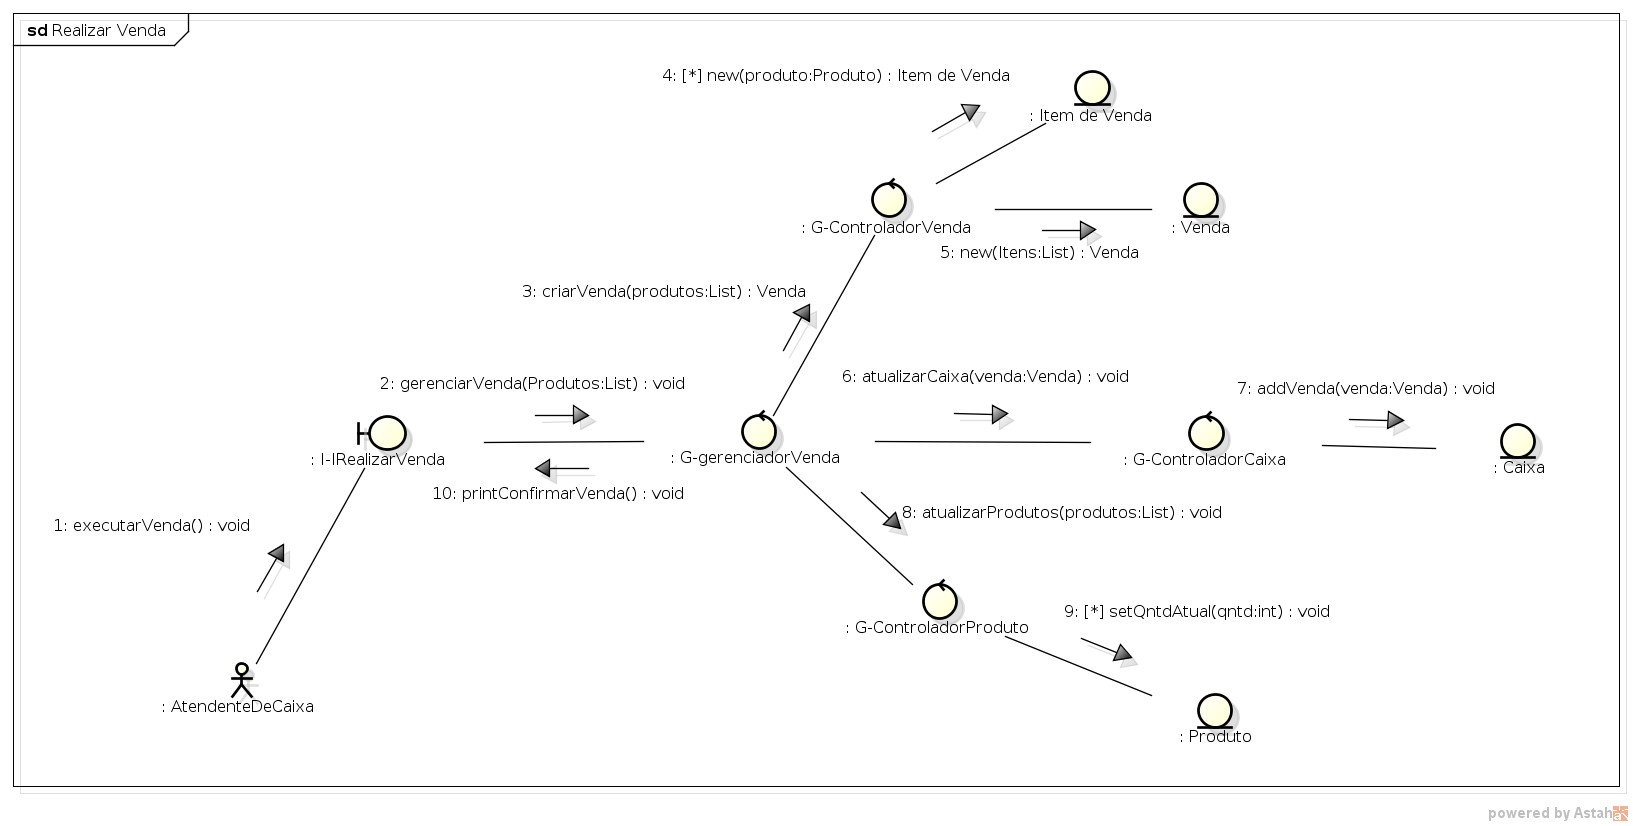 sd Realizar Venda
4: [*] new(produto:Produto) : Item de Venda
: Item de Venda
: G-ControladorVenda
: Venda
5: new(Itens:List) : Venda
3: criarVenda(produtos:List) : Venda
2: gerenciarVenda(Produtos:List) : void
6: atualizarCaixa(venda:Venda) : void
7: addVenda(venda:Venda) : void
: I-IRealizarVenda
: G-gerenciadorVenda
: G-ControladorCaixa
: Caixa
10: printConfirmarVenda() : void
1: executarVenda() : void
8: atualizarProdutos(produtos:List) : void
9: [*] setQntdAtual(qntd:int) : void
: G-ControladorProduto
: AtendenteDeCaixa
: Produto
powered by Astah